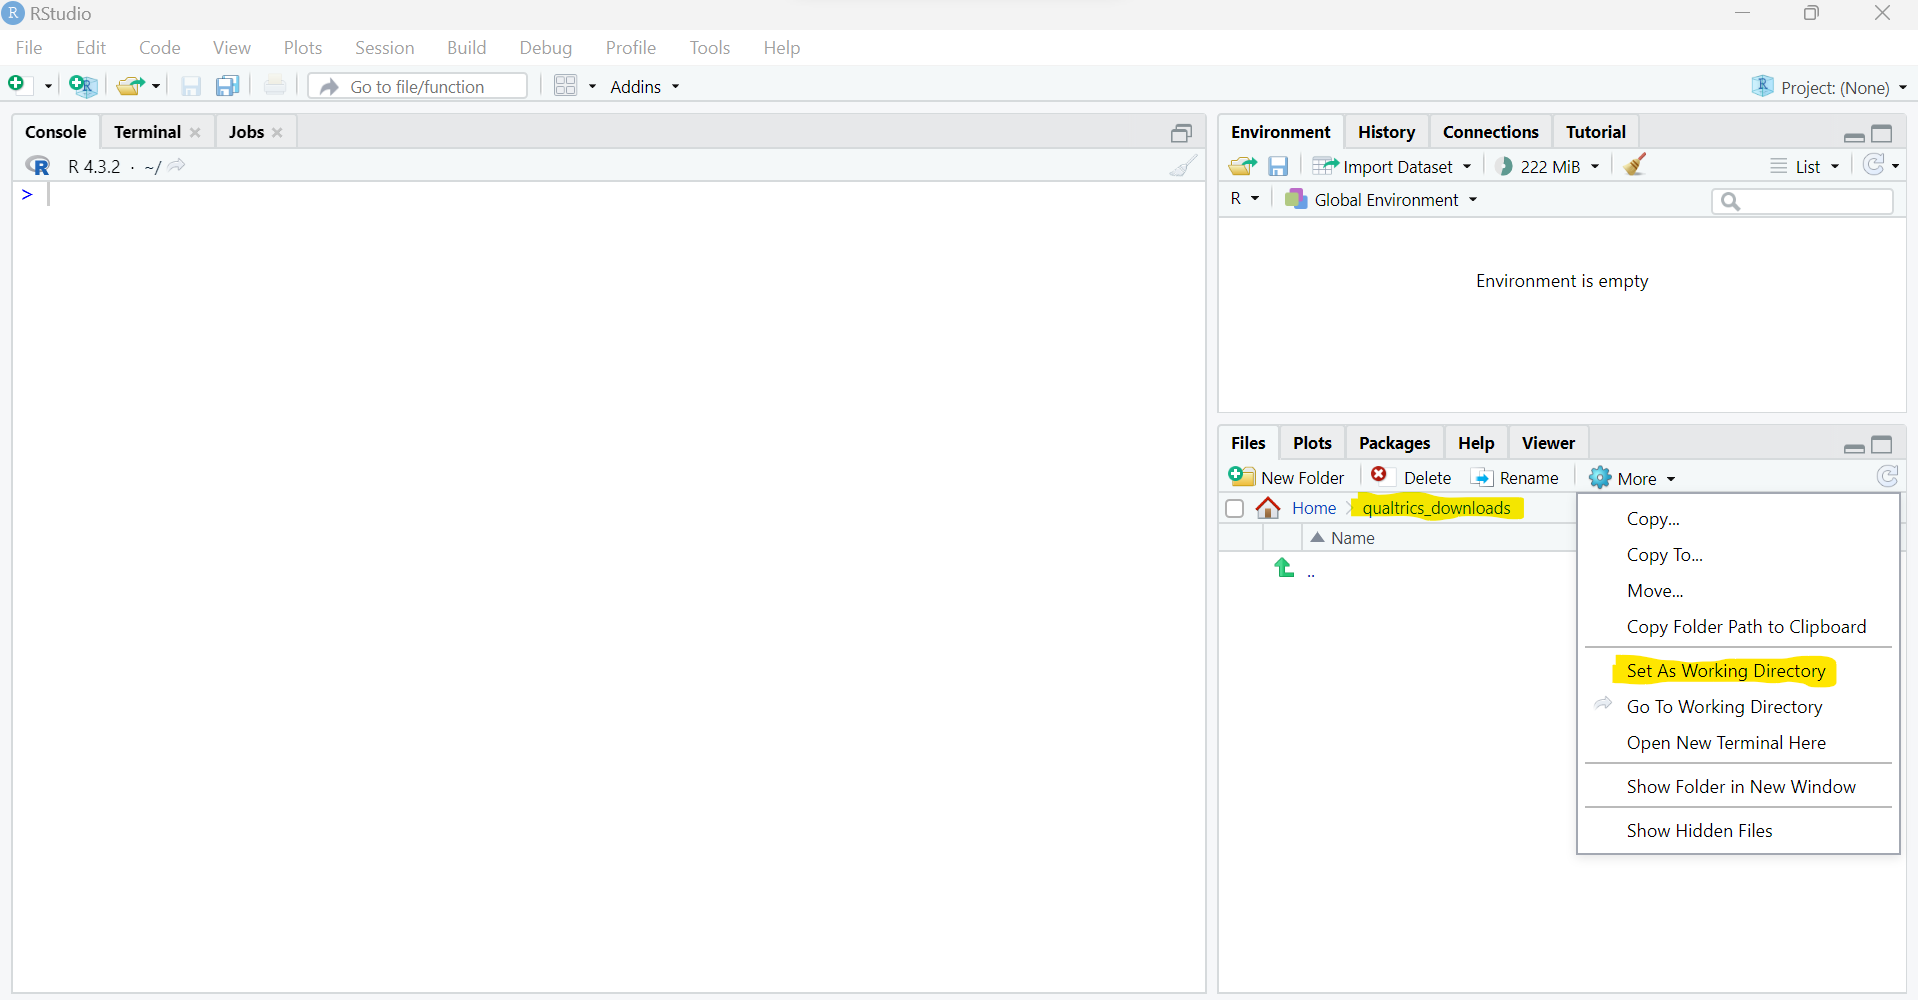 R RStudio
File Edit Code View Plots Session Build Debug Profile Tools Help
Go to file/function Addins Project: (None)
Console Terminal Jobs
R 4.3.2 · ~/
>
Environment History Connections Tutorial
Import Dataset 222 MiB List
R Global Environment
Environment is empty
Files Plots Packages Help Viewer
New Folder Delete Rename More
Home qualtrics_downloads
Name
..
Copy...
Copy To...
Move...
Copy Folder Path to Clipboard
Set As Working Directory
Go To Working Directory
Open New Terminal Here
Show Folder in New Window
Show Hidden Files